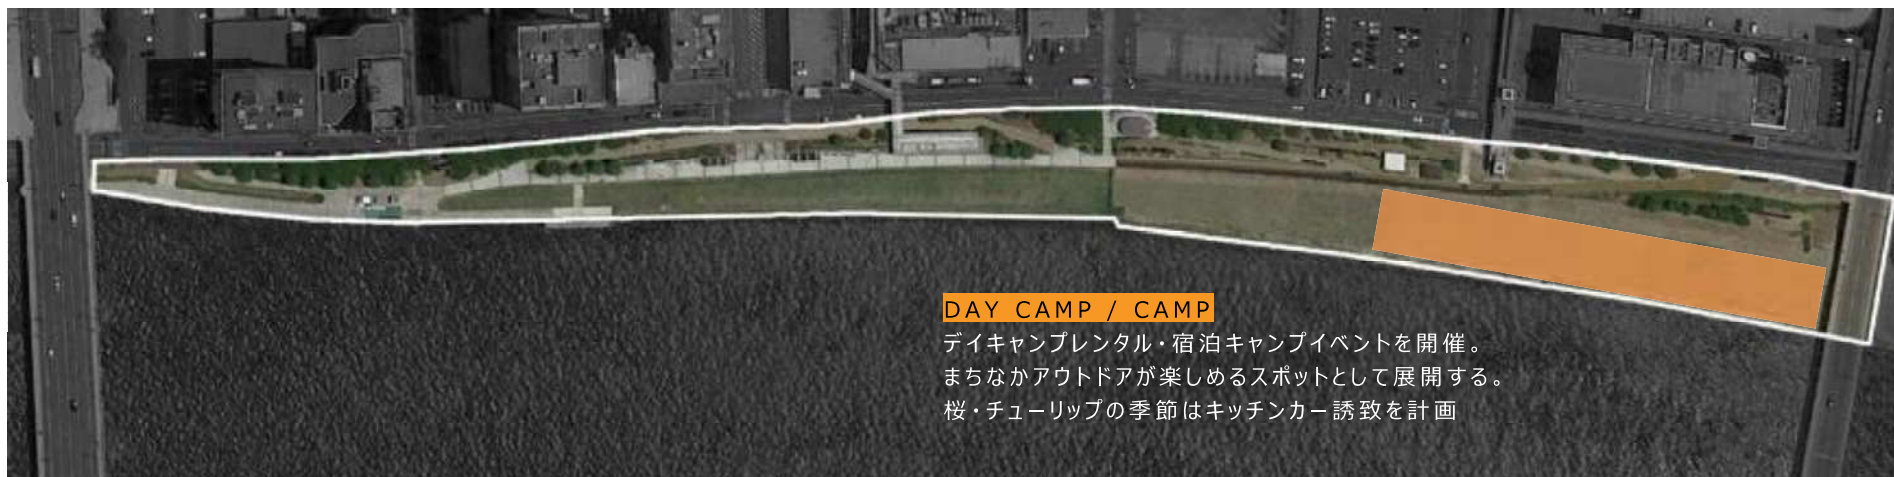 DAY CAMP / CAMP
デイキャンプレンタル・宿泊キャンプイベントを開催。
まちなかアウトドアが楽しめるスポットとして展開する。
桜・チューリップの季節はキッチンカー誘致を計画